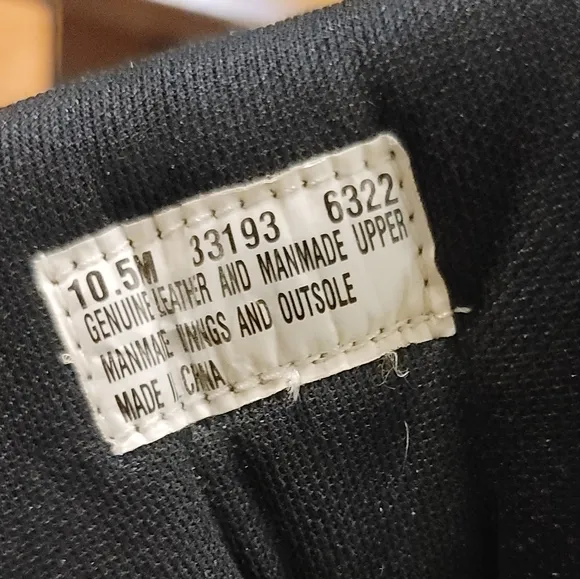 10.5M 33193 6322
GENUINE LEATHER AND MANMADE UPPER
MANMADE LININGS AND OUTSOLE
MADE IN CHINA